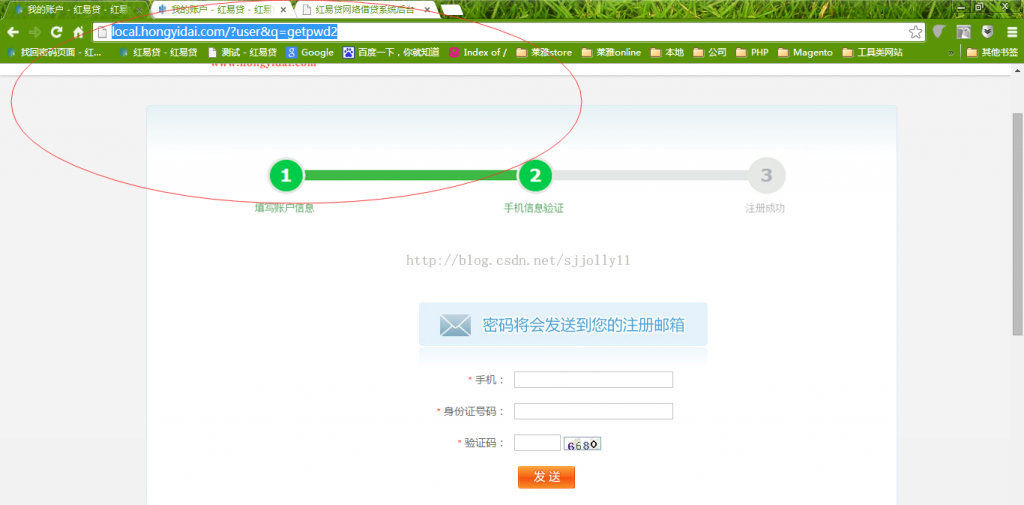 我的账户 - 红易贷 - 红易 我的账户 - 红易贷 - 红易 红易贷网络借贷系统后台
local.hongyidai.com/?user&q=getpwd2
找回密码页面 - 红... 红易贷 - 红易贷 测试 - 红易贷 Google 百度一下，你就知道 Index of / 莱雅store 莱雅online 本地 公司 PHP Magento 工具类网站 » 其他书签
www.hongyidai.com
1 2 3
填写账户信息 手机信息验证 注册成功
http://blog.csdn.net/sjjolly11
密码将会发送到您的注册邮箱
* 手机：
* 身份证号码：
* 验证码： 6680
发 送